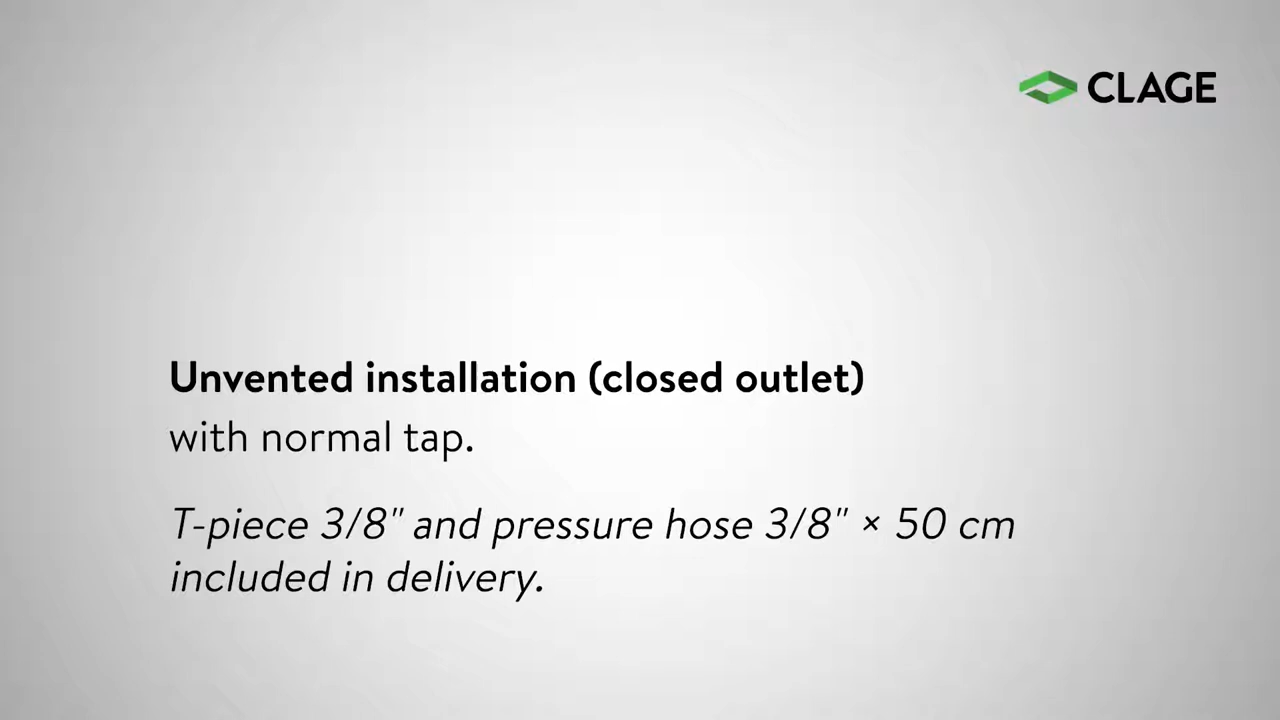 CLAGE
Unvented installation (closed outlet)
with normal tap.
T-piece 3/8" and pressure hose 3/8" × 50 cm
included in delivery.